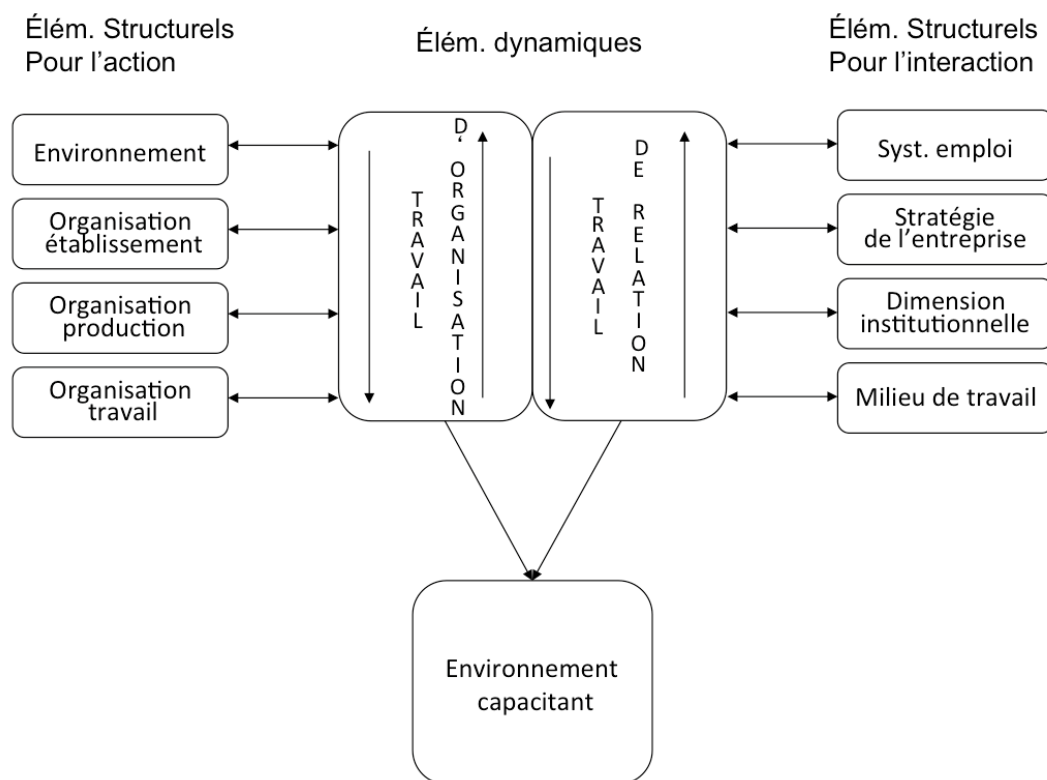 Élém. Structurels
Pour l'action
Élém. dynamiques
Élém. Structurels
Pour l'interaction
Environnement
Organisation
établissement
Organisation
production
Organisation
travail
TRAVAIL
D'ORGANISATION
TRAVAIL
DE RELATION
Syst. emploi
Stratégie
de l'entreprise
Dimension
institutionnelle
Milieu de travail
Environnement
capacitant